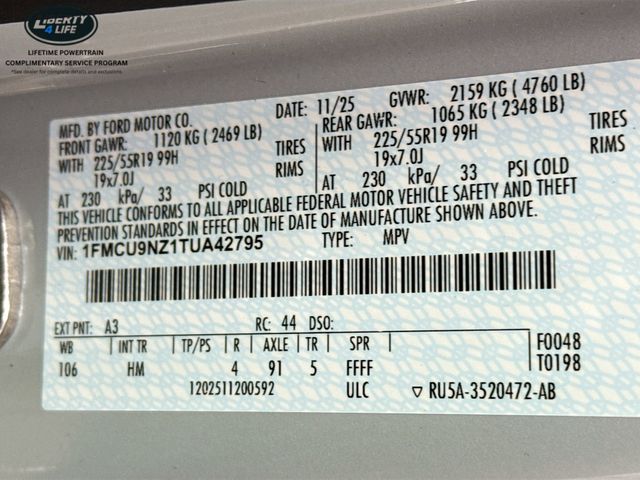 LIBERTY
4 LIFE
LIFETIME POWERTRAIN
COMPLIMENTARY SERVICE PROGRAM
*See dealer for complete details and exclusions.
MFD. BY FORD MOTOR CO. DATE: 11/25 GVWR: 2159 KG ( 4760 LB)
FRONT GAWR: 1120 KG ( 2469 LB) REAR GAWR: 1065 KG ( 2348 LB)
WITH 225/55R19 99H TIRES WITH 225/55R19 99H TIRES
19x7.0J RIMS 19x7.0J RIMS
AT 230 kPa/ 33 PSI COLD AT 230 kPa/ 33 PSI COLD
THIS VEHICLE CONFORMS TO ALL APPLICABLE FEDERAL MOTOR VEHICLE SAFETY AND THEFT
PREVENTION STANDARDS IN EFFECT ON THE DATE OF MANUFACTURE SHOWN ABOVE.
VIN: 1FMCU9NZ1TUA42795 TYPE: MPV
EXT PNT: A3 RC: 44 DSO:
WB INT TR TP/PS R AXLE TR SPR F0048
106 HM 4 91 5 FFFF T0198
1202511200592 ULC ▽ RU5A-3520472-AB